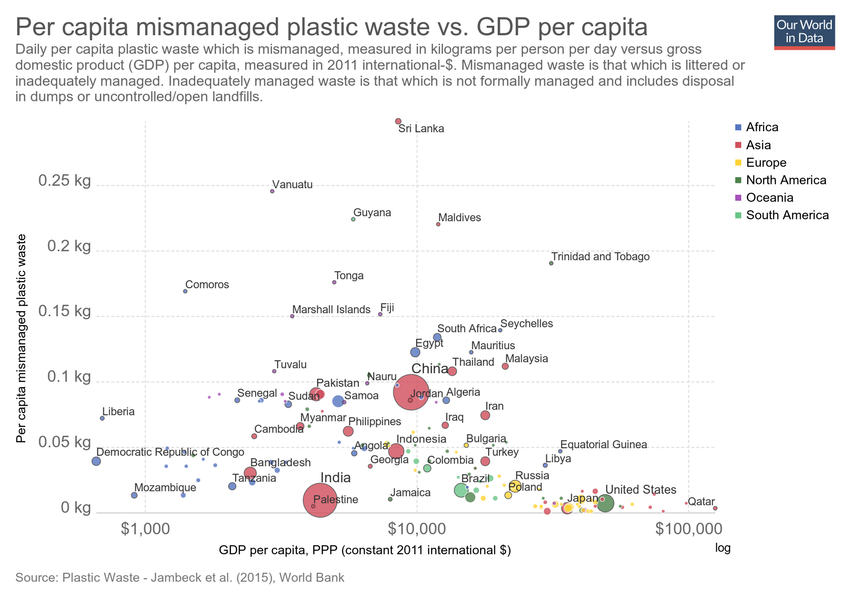 Per capita mismanaged plastic waste vs. GDP per capita
Our World
in Data
Daily per capita plastic waste which is mismanaged, measured in kilograms per person per day versus gross
domestic product (GDP) per capita, measured in 2011 international-$. Mismanaged waste is that which is littered or
inadequately managed. Inadequately managed waste is that which is not formally managed and includes disposal
in dumps or uncontrolled/open landfills.
Africa
Asia
Europe
North America
Oceania
South America
Per capita mismanaged plastic waste
0.25 kg
0.2 kg
0.15 kg
0.1 kg
0.05 kg
0 kg
Sri Lanka
Vanuatu
Guyana
Maldives
Trinidad and Tobago
Tonga
Comoros
Marshall Islands
Fiji
South Africa
Seychelles
Egypt
Mauritius
Tuvalu
Nauru
China
Thailand
Malaysia
Pakistan
Senegal
Sudan
Samoa
Jordan
Algeria
Liberia
Myanmar
Philippines
Iran
Iraq
Cambodia
Angola
Indonesia
Bulgaria
Equatorial Guinea
Democratic Republic of Congo
Bangladesh
Georgia
Colombia
Turkey
Libya
Tanzania
India
Brazil
Russia
Mozambique
Palestine
Jamaica
Poland
Japan
United States
Qatar
$1,000
$10,000
$100,000
GDP per capita, PPP (constant 2011 international $)
log
Source: Plastic Waste - Jambeck et al. (2015), World Bank